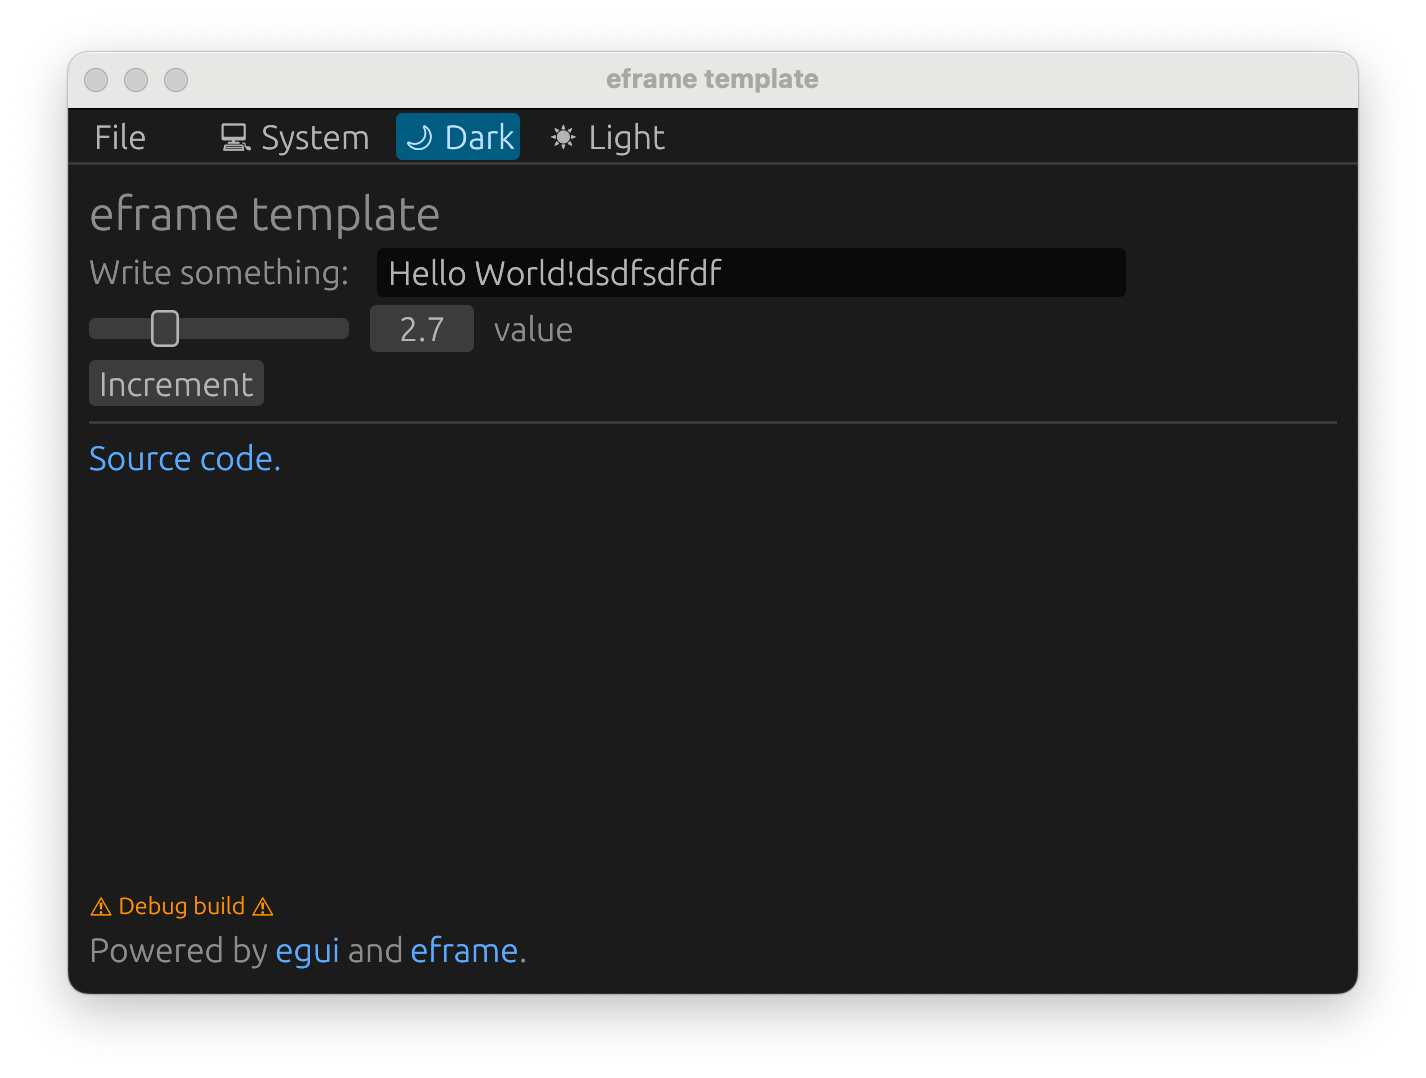 eframe template
File 💻 System 🌙 Dark ☀ Light
eframe template
Write something: Hello World!dsdfsdfdf
2.7 value
Increment
Source code.
⚠ Debug build ⚠
Powered by egui and eframe.